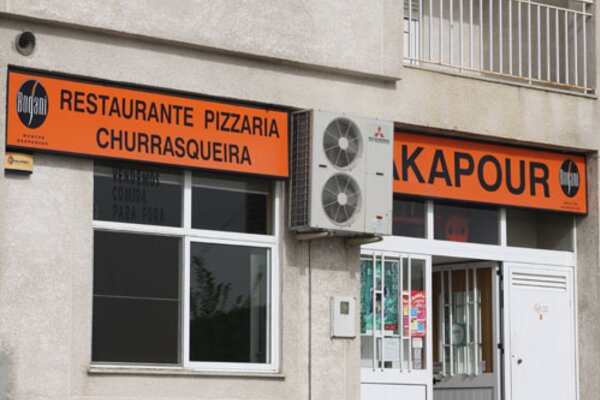 Bogani
RESTAURANTE PIZZARIA
CHURRASQUEIRA
VENDEMOS
COMIDA
PARA FORA
AKAPOUR
Bogani